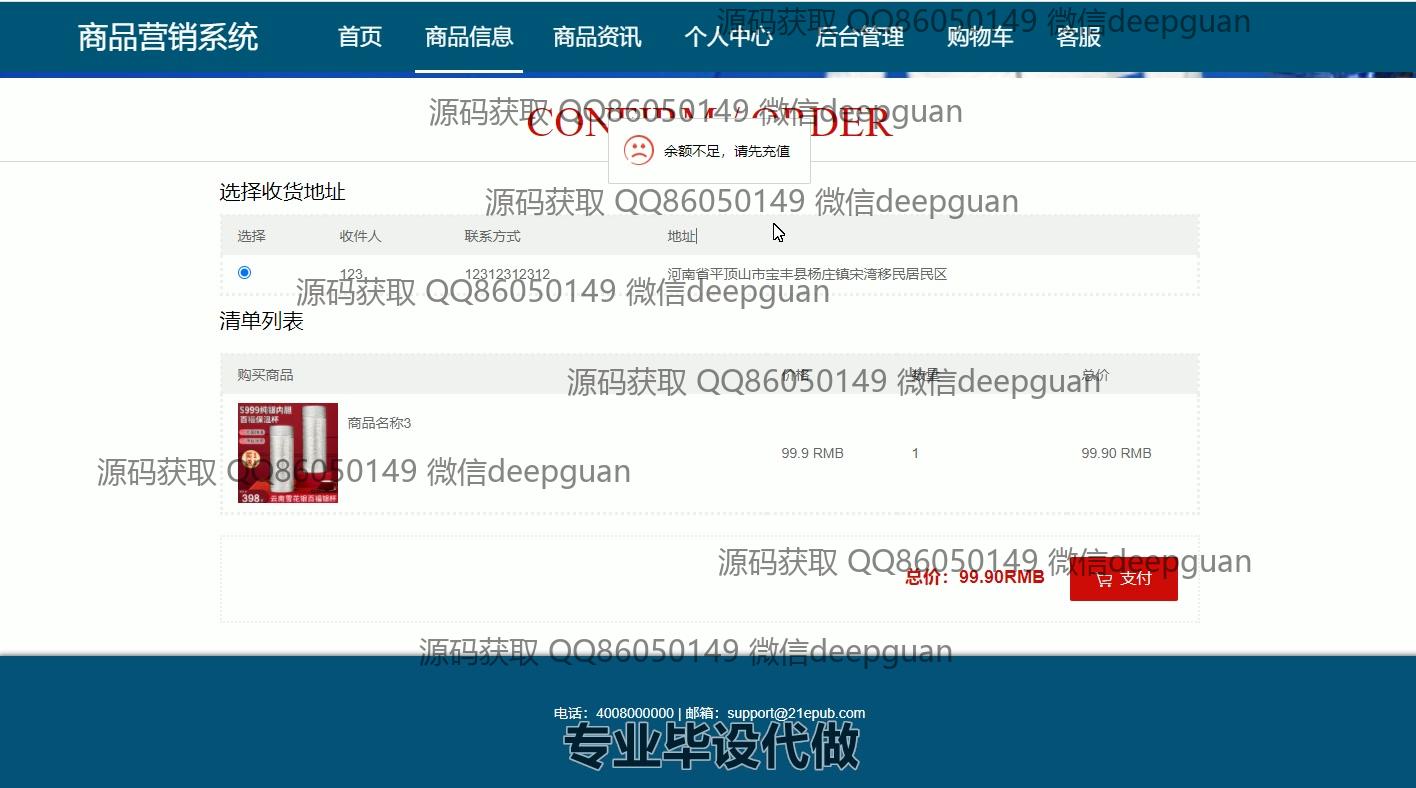 商品营销系统 首页 商品信息 商品资讯 个人中心 后台管理 购物车 客服
源码获取 QQ86050149 微信deepguan
源码获取 QQ86050149 微信deepguan
CONFIRM / ORDER
余额不足，请先充值
选择收货地址
源码获取 QQ86050149 微信deepguan
选择 收件人 联系方式 地址
123 12312312312 河南省平顶山市宝丰县杨庄镇宋湾移民居民区
源码获取 QQ86050149 微信deepguan
清单列表
购买商品 价格 数量 总价
源码获取 QQ86050149 微信deepguan
S999纯银内胆
百福保温杯
398
云南雪花银百福银杯
商品名称3
99.9 RMB 1 99.90 RMB
源码获取 QQ86050149 微信deepguan
源码获取 QQ86050149 微信deepguan
总价：99.90RMB 支付
源码获取 QQ86050149 微信deepguan
电话：4008000000 | 邮箱：support@21epub.com
专业毕设代做